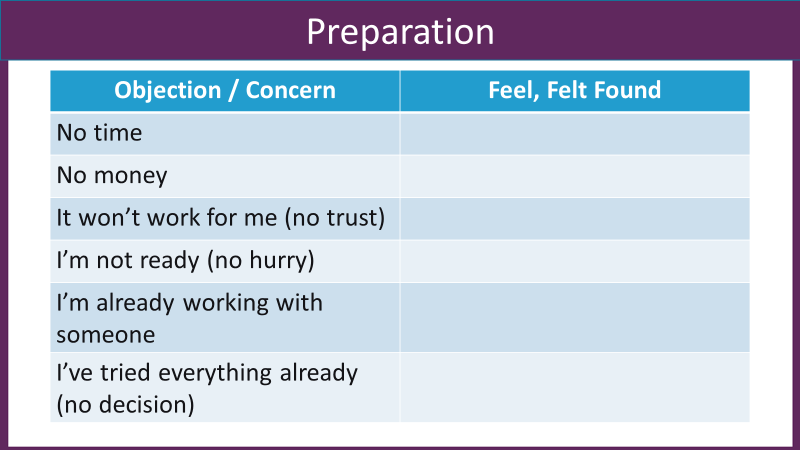 Preparation
Objection / Concern
Feel, Felt Found
No time
No money
It won’t work for me (no trust)
I’m not ready (no hurry)
I’m already working with
someone
I’ve tried everything already
(no decision)